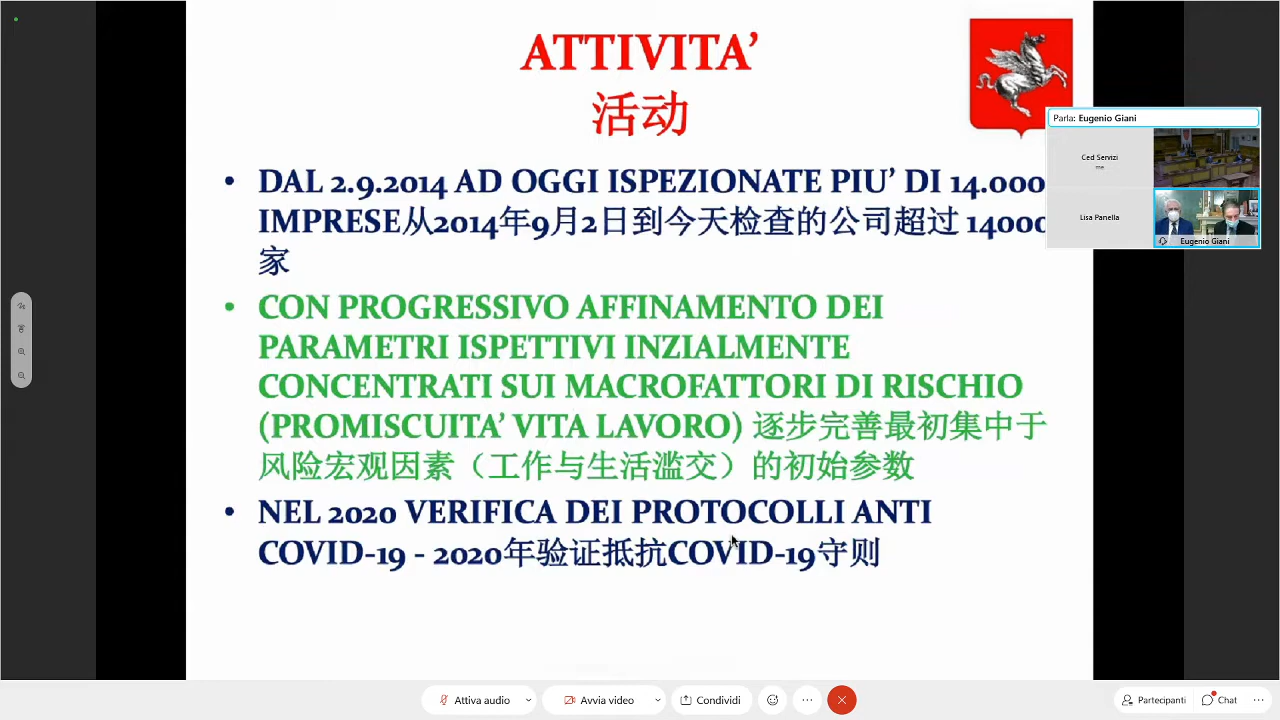 ATTIVITA’
活动
Parla: Eugenio Giani
Ced Servizi
me
Lisa Panella
Eugenio Giani
• DAL 2.9.2014 AD OGGI ISPEZIONATE PIU’ DI 14.000
IMPRESE从2014年9月2日到今天检查的公司超过 14000
家
• CON PROGRESSIVO AFFINAMENTO DEI
PARAMETRI ISPETTIVI INZIALMENTE
CONCENTRATI SUI MACROFATTORI DI RISCHIO
(PROMISCUITA’ VITA LAVORO) 逐步完善最初集中于
风险宏观因素（工作与生活滥交）的初始参数
• NEL 2020 VERIFICA DEI PROTOCOLLI ANTI
COVID-19 - 2020年验证抵抗COVID-19守则
Attiva audio
Avvia video
Condividi
Partecipanti
Chat